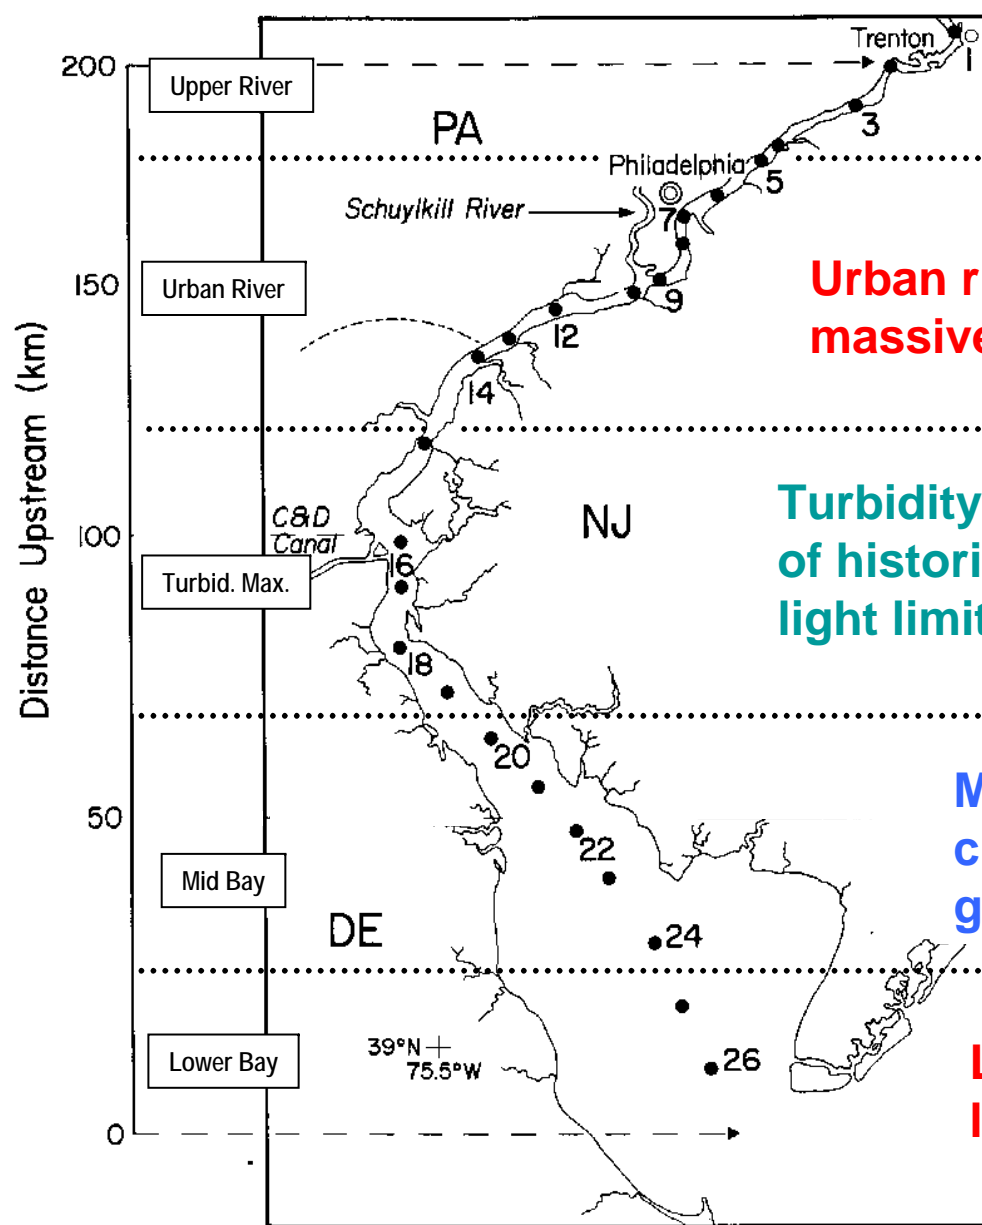 Trenton
1
200
Upper River
3
PA
Philadelphia
5
Schuylkill River
7
150
Urban River
9
Urban r
massive
12
14
Distance Upstream (km)
C&D
Canal
NJ
Turbidity
of histori
light limit
100
16
Turbid. Max.
18
20
50
22
M
c
g
Mid Bay
DE
24
39°N
75.5°W
26
Lower Bay
L
l
0